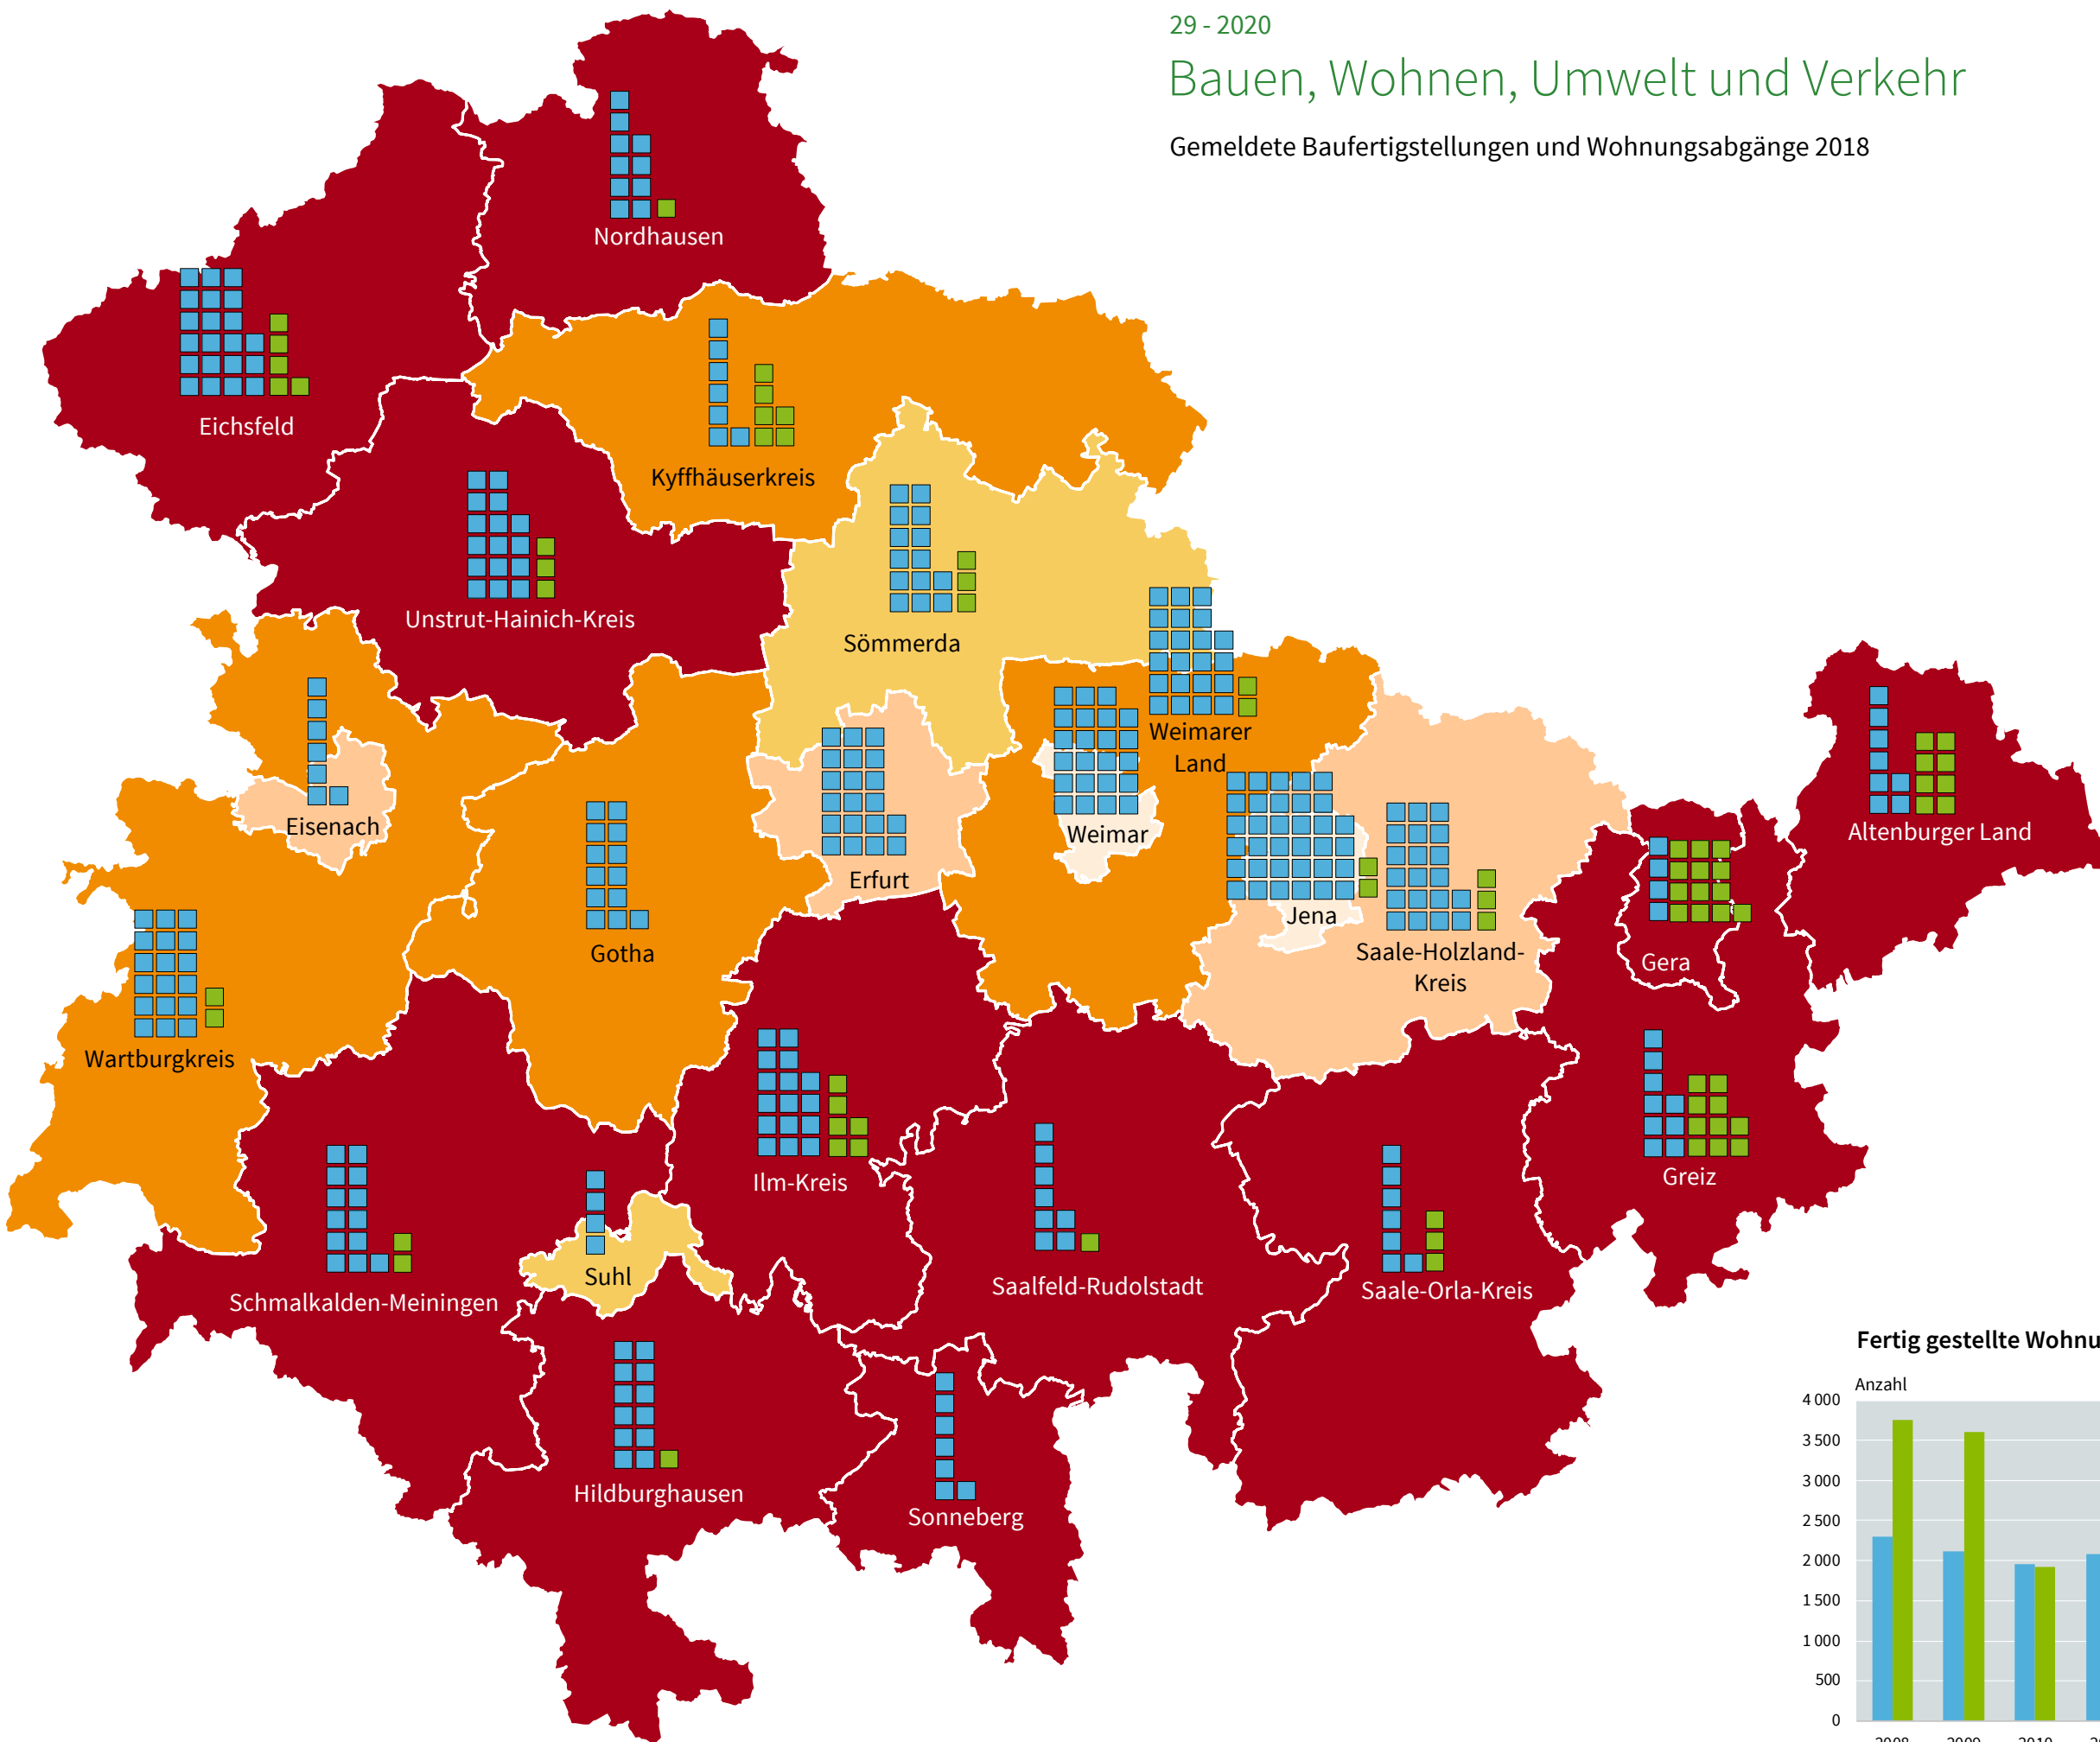 29 - 2020
Bauen, Wohnen, Umwelt und Verkehr
Gemeldete Baufertigstellungen und Wohnungsabgänge 2018
Nordhausen
Eichsfeld
Kyffhäuserkreis
Unstrut-Hainich-Kreis
Sömmerda
Weimarer
Land
Eisenach
Weimar
Altenburger Land
Erfurt
Jena
Gotha
Saale-Holzland-
Kreis
Gera
Wartburgkreis
Greiz
Ilm-Kreis
Suhl
Saalfeld-Rudolstadt
Saale-Orla-Kreis
Schmalkalden-Meiningen
Hildburghausen
Sonneberg
Fertig gestellte
Anzahl
4 000
3 500
3 000
2 500
2 000
1 500
1 000
500
0
2008 2009 2010